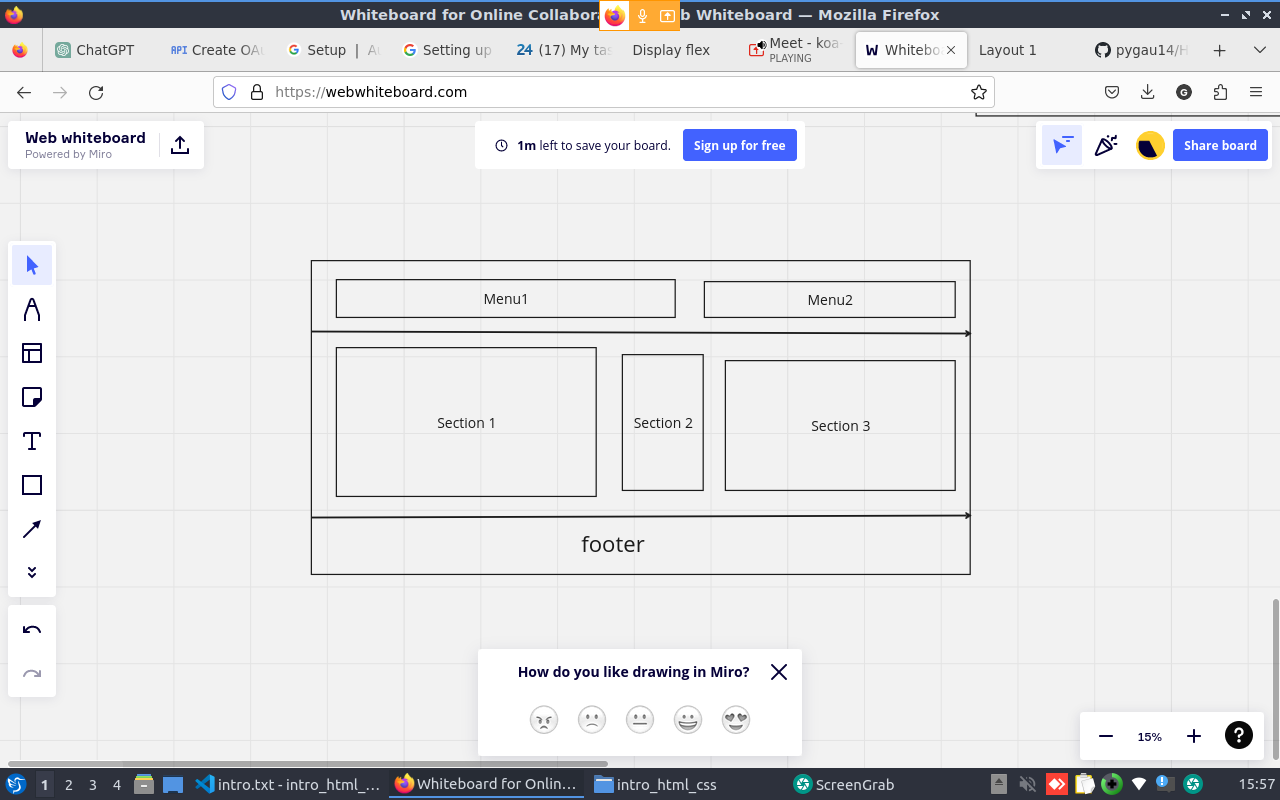 Whiteboard for Online Collabora
b Whiteboard — Mozilla Firefox
ChatGPT
API Create OA
G Setup | Au
G Setting up
24 (17) My tas
Display flex
Meet - koa
PLAYING
W Whitebo
Layout 1
pygau14/H
https://webwhiteboard.com
G
Web whiteboard
Powered by Miro
1m left to save your board.
Sign up for free
Share board
Menu1
Menu2
Section 1
Section 2
Section 3
footer
How do you like drawing in Miro?
15%
?
1
2
3
4
intro.txt - intro_html_...
Whiteboard for Onlin...
intro_html_css
ScreenGrab
15:57